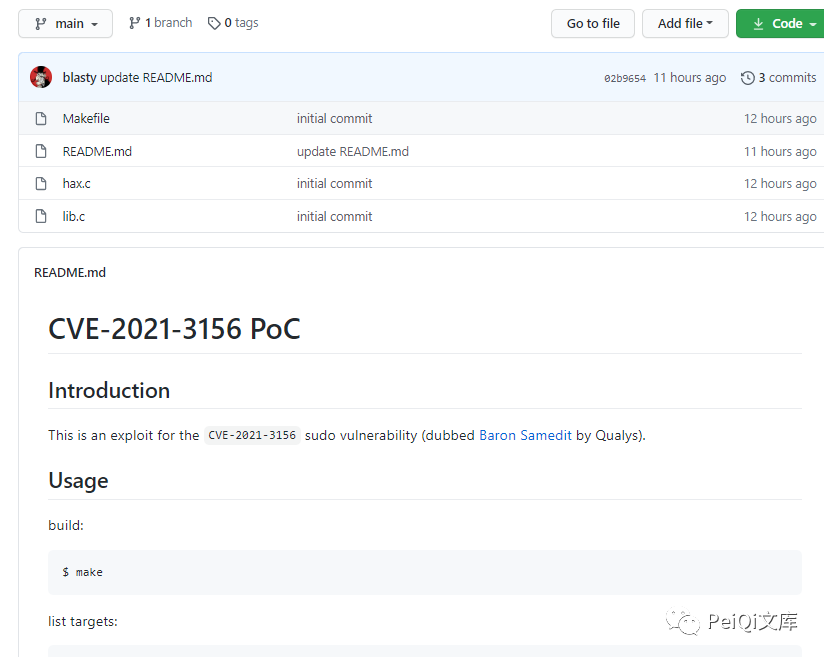 main 1 branch 0 tags Go to file Add file Code
blasty update README.md 02b9654 11 hours ago 3 commits
Makefile initial commit 12 hours ago
README.md update README.md 11 hours ago
hax.c initial commit 12 hours ago
lib.c initial commit 12 hours ago
README.md
CVE-2021-3156 PoC
Introduction
This is an exploit for the CVE-2021-3156 sudo vulnerability (dubbed Baron Samedit by Qualys).
Usage
build:
$ make
list targets:
PeiQi文库